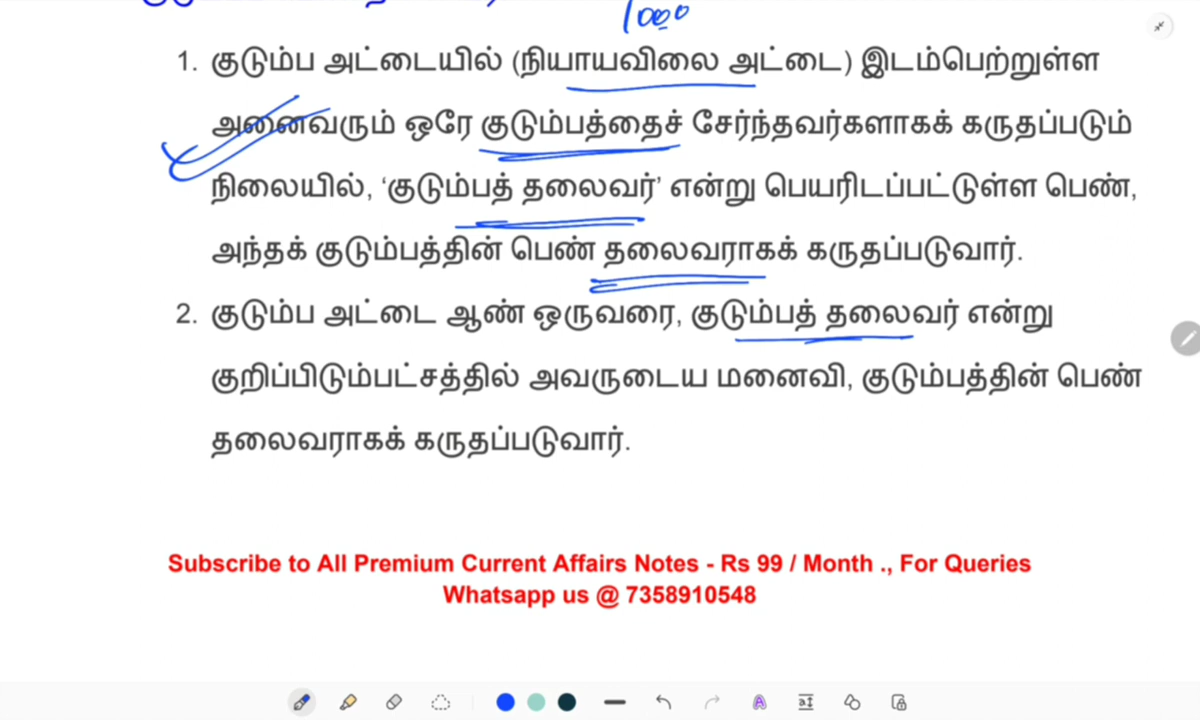 1000
1. குடும்ப அட்டையில் (நியாயவிலை அட்டை) இடம்பெற்றுள்ள
அனைவரும் ஒரே குடும்பத்தைச் சேர்ந்தவர்களாகக் கருதப்படும்
நிலையில், ‘குடும்பத் தலைவர்’ என்று பெயரிடப்பட்டுள்ள பெண்,
அந்தக் குடும்பத்தின் பெண் தலைவராகக் கருதப்படுவார்.
2. குடும்ப அட்டை ஆண் ஒருவரை, குடும்பத் தலைவர் என்று
குறிப்பிடும்பட்சத்தில் அவருடைய மனைவி, குடும்பத்தின் பெண்
தலைவராகக் கருதப்படுவார்.
Subscribe to All Premium Current Affairs Notes - Rs 99 / Month ., For Queries
Whatsapp us @ 7358910548